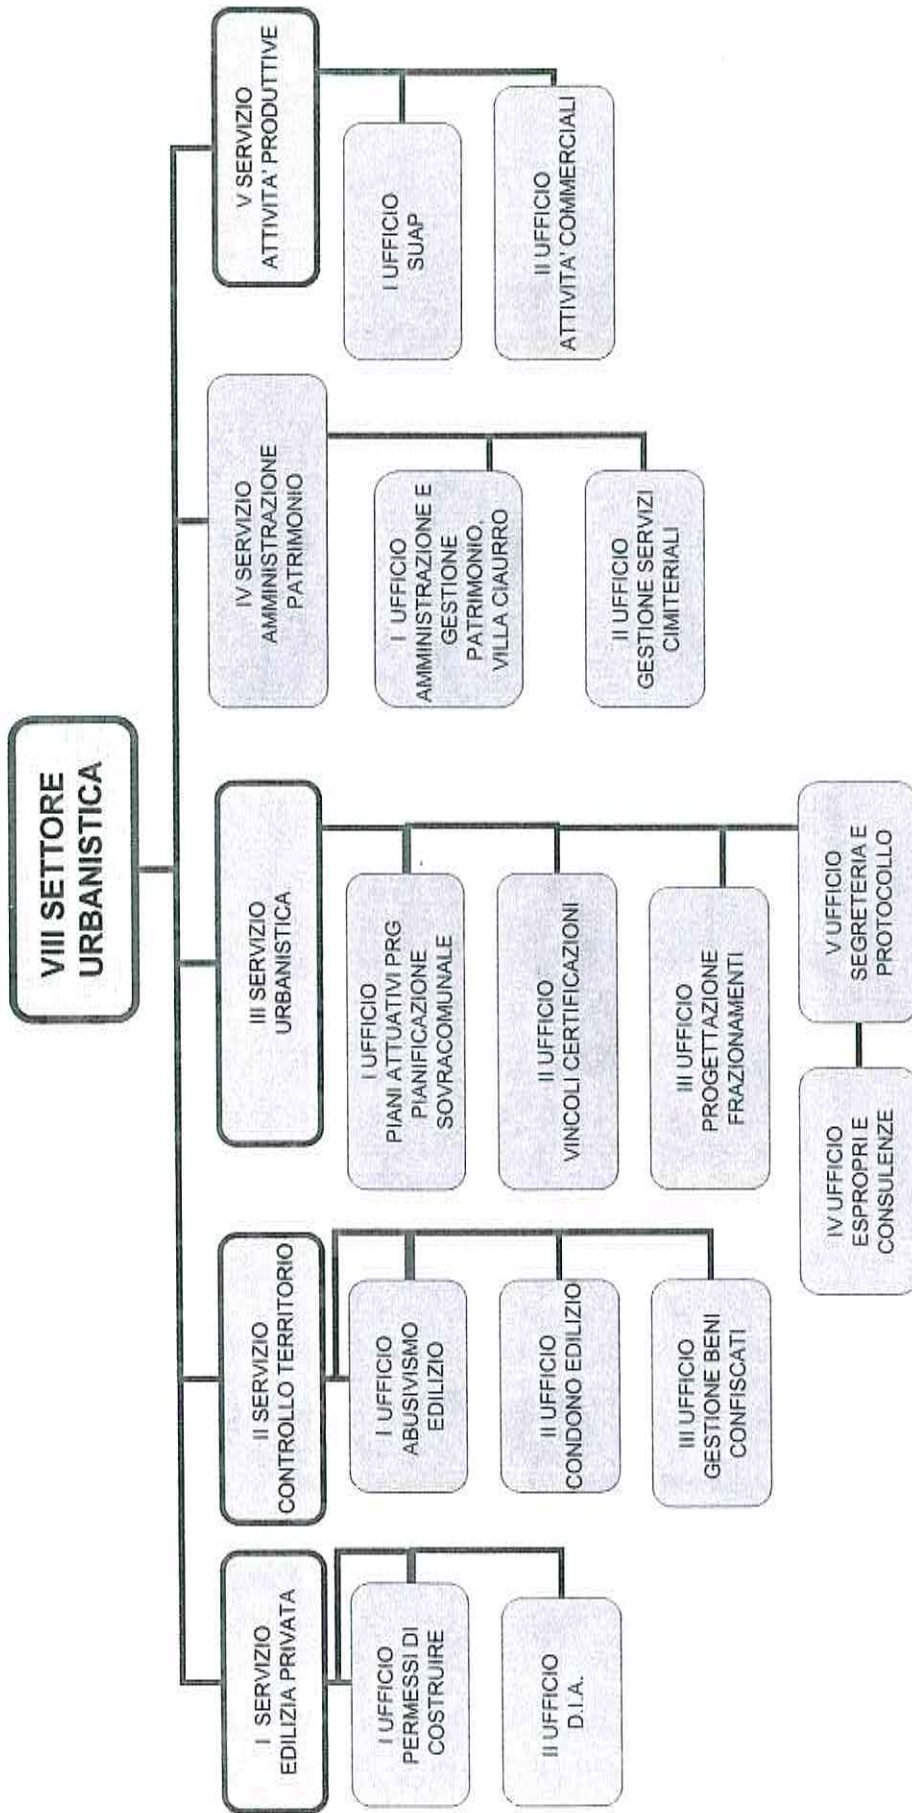 VIII SETTORE
URBANISTICA
I SERVIZIO
EDILIZIA PRIVATA
I UFFICIO
PERMESSI DI
COSTRUIRE
II UFFICIO
D.I.A.
II SERVIZIO
CONTROLLO TERRITORIO
I UFFICIO
ABUSIVISMO
EDILIZIO
II UFFICIO
CONDONO EDILIZIO
III UFFICIO
GESTIONE BENI
CONFISCATI
III SERVIZIO
URBANISTICA
I UFFICIO
PIANI ATTUATIVI PRG
PIANIFICAZIONE
SOVRACOMUNALE
II UFFICIO
VINCOLI CERTIFICAZIONI
III UFFICIO
PROGETTAZIONE
FRAZIONAMENTI
IV UFFICIO
ESPROPRI E
CONSULENZE
V UFFICIO
SEGRETERIA E
PROTOCOLLO
IV SERVIZIO
AMMINISTRAZIONE
PATRIMONIO
I UFFICIO
AMMINISTRAZIONE E
GESTIONE
PATRIMONIO,
VILLA CIAURRO
II UFFICIO
GESTIONE SERVIZI
CIMITERIALI
V SERVIZIO
ATTIVITA' PRODUTTIVE
I UFFICIO
SUAP
II UFFICIO
ATTIVITA' COMMERCIALI